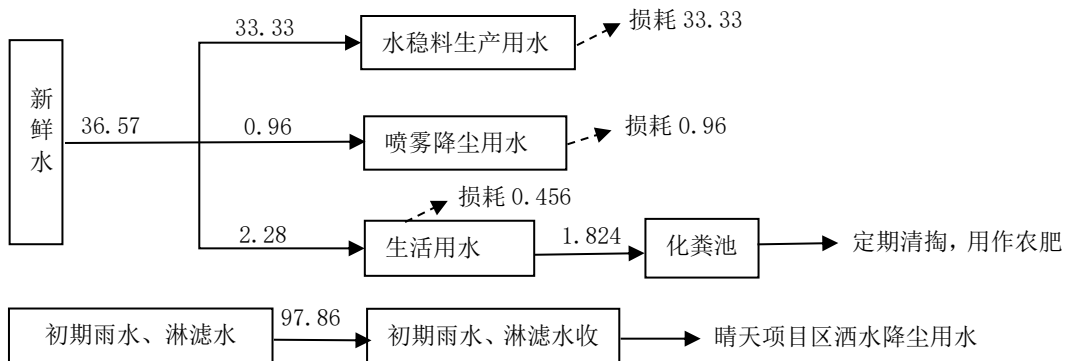 损耗 33.33
33.33
水稳料生产用水
新鲜水
36.57
0.96
喷雾降尘用水
损耗 0.96
损耗 0.456
2.28
生活用水
1.824
化粪池
定期清掏，用作农肥
初期雨水、淋滤水
97.86
初期雨水、淋滤水收
晴天项目区洒水降尘用水